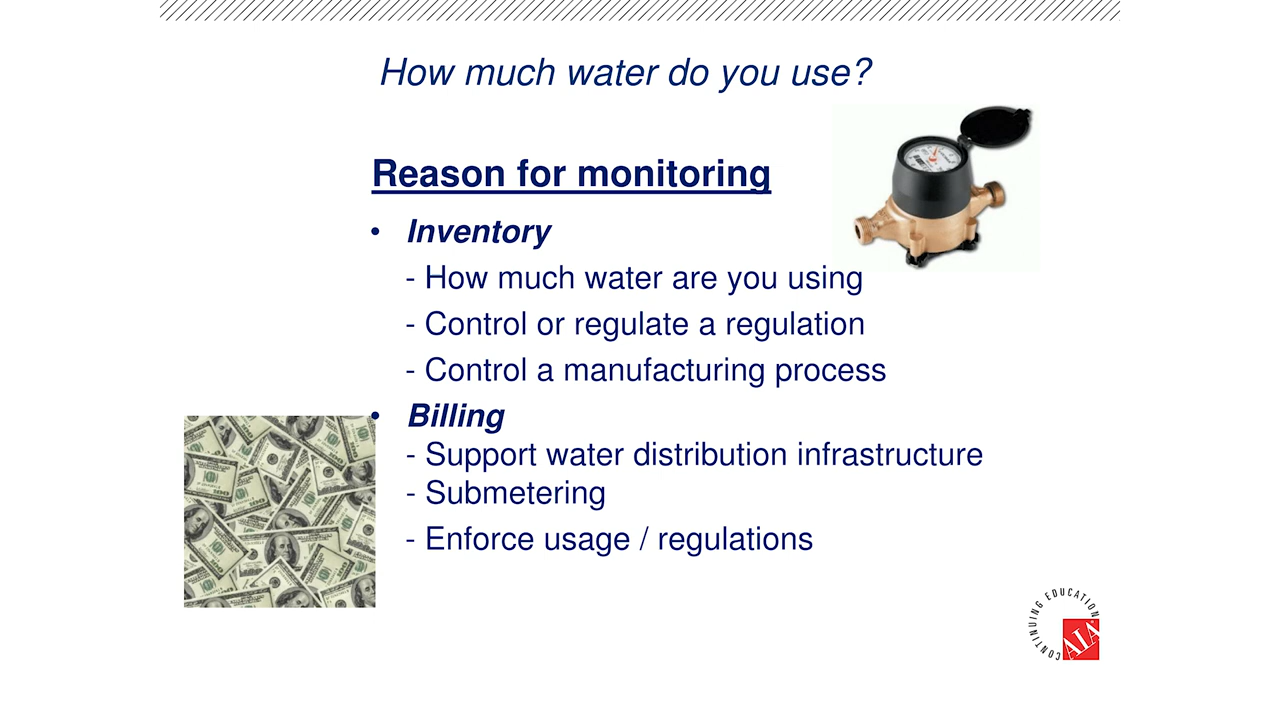 How much water do you use?
Reason for monitoring
• Inventory
- How much water are you using
- Control or regulate a regulation
- Control a manufacturing process
• Billing
- Support water distribution infrastructure
- Submetering
- Enforce usage / regulations
CONTINUING EDUCATION
AIA